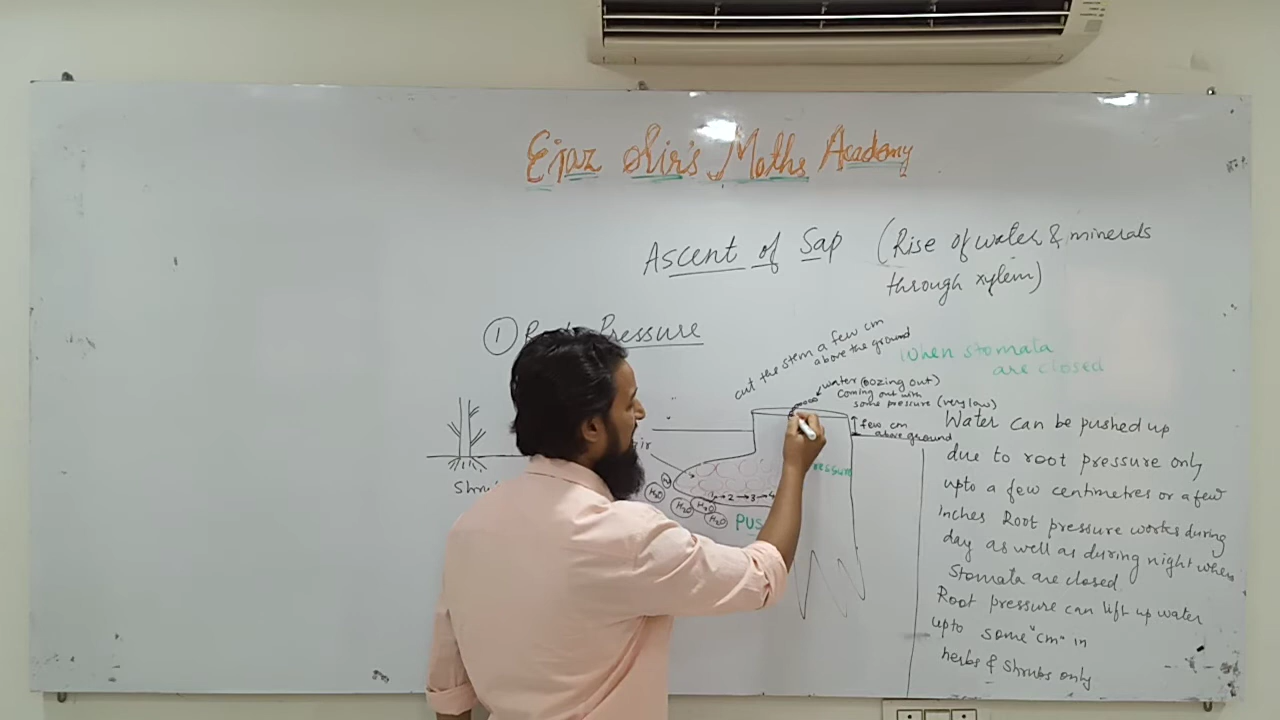 Ejaz Sir's Maths Academy
Ascent of Sap (Rise of water & minerals
through xylem)
① Pressure
cut the stem a few cm
above the ground
When stomata
are closed
water (oozing out)
coming out with
some pressure (very low)
few cm
above ground
H2O
H2O
H2O
H2O
→2→3→4
Water can be pushed up
due to root pressure only
upto a few centimetres or a few
inches Root pressure works during
day as well as during night when
Stomata are closed.
Root pressure can lift up water
upto some "cm" in
herbs & shrubs only